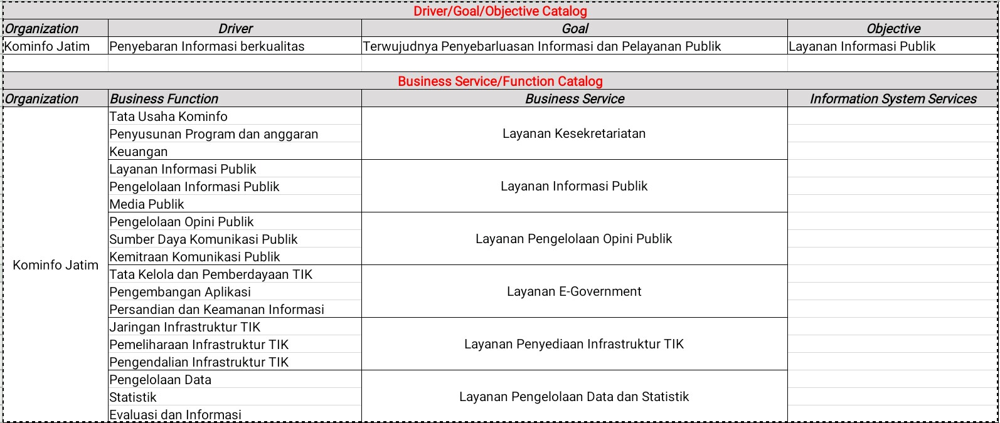 Driver/Goal/Objective Catalog
Organization Driver Goal Objective
Kominfo Jatim Penyebaran Informasi berkualitas Terwujudnya Penyebarluasan Informasi dan Pelayanan Publik Layanan Informasi Publik
Business Service/Function Catalog
Organization Business Function Business Service Information System Services
Kominfo Jatim
Tata Usaha Kominfo
Penyusunan Program dan anggaran
Keuangan
Layanan Kesekretariatan
Layanan Informasi Publik
Pengelolaan Informasi Publik
Media Publik
Layanan Informasi Publik
Pengelolaan Opini Publik
Sumber Daya Komunikasi Publik
Kemitraan Komunikasi Publik
Layanan Pengelolaan Opini Publik
Tata Kelola dan Pemberdayaan TIK
Pengembangan Aplikasi
Persandian dan Keamanan Informasi
Layanan E-Government
Jaringan Infrastruktur TIK
Pemeliharaan Infrastruktur TIK
Pengendalian Infrastruktur TIK
Layanan Penyediaan Infrastruktur TIK
Pengelolaan Data
Statistik
Evaluasi dan Informasi
Layanan Pengelolaan Data dan Statistik